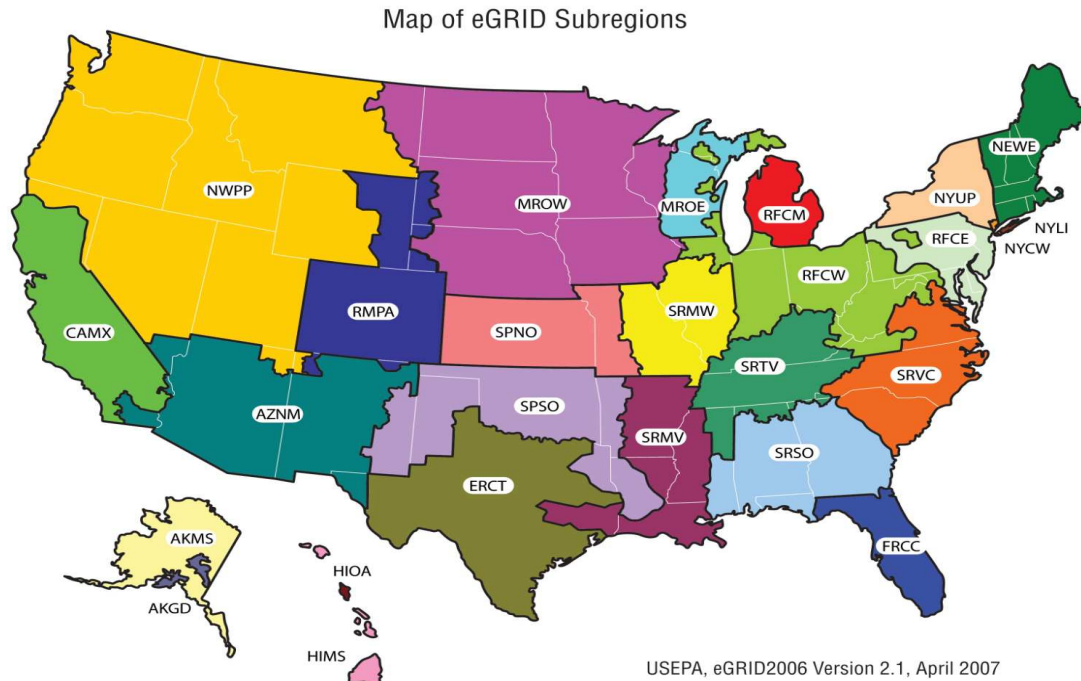 Map of eGRID Subregions
NEWE
NWPP
NYUP
MROW
MROE
RFCM
NYLI
RFCE
NYCW
RFCW
RMPA
SRMW
CAMX
SPNO
SRTV
SRVC
SPSO
AZNM
SRMV
SRSO
ERCT
AKMS
FRCC
HIOA
AKGD
HIMS
USEPA, eGRID2006 Version 2.1, April 2007